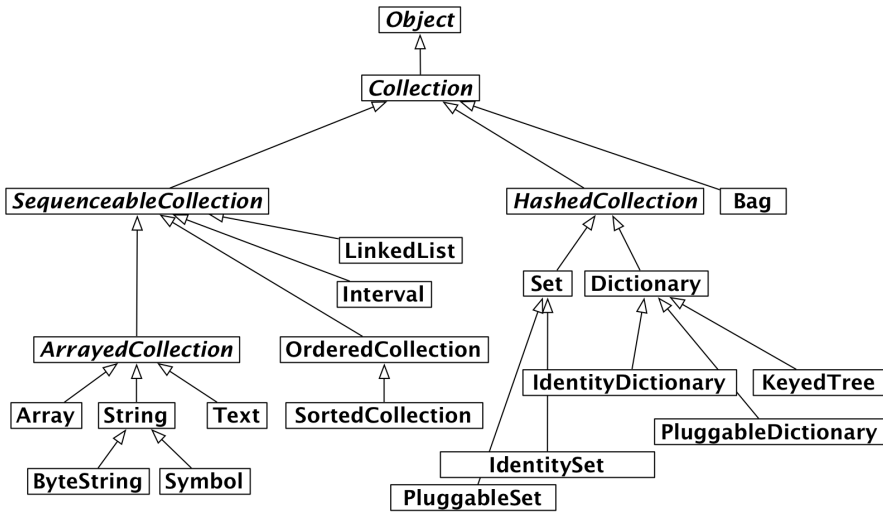 Object
Collection
SequenceableCollection
HashedCollection
Bag
LinkedList
Interval
Set
Dictionary
ArrayedCollection
OrderedCollection
IdentityDictionary
KeyedTree
Array
String
Text
SortedCollection
PluggableDictionary
ByteString
Symbol
IdentitySet
PluggableSet